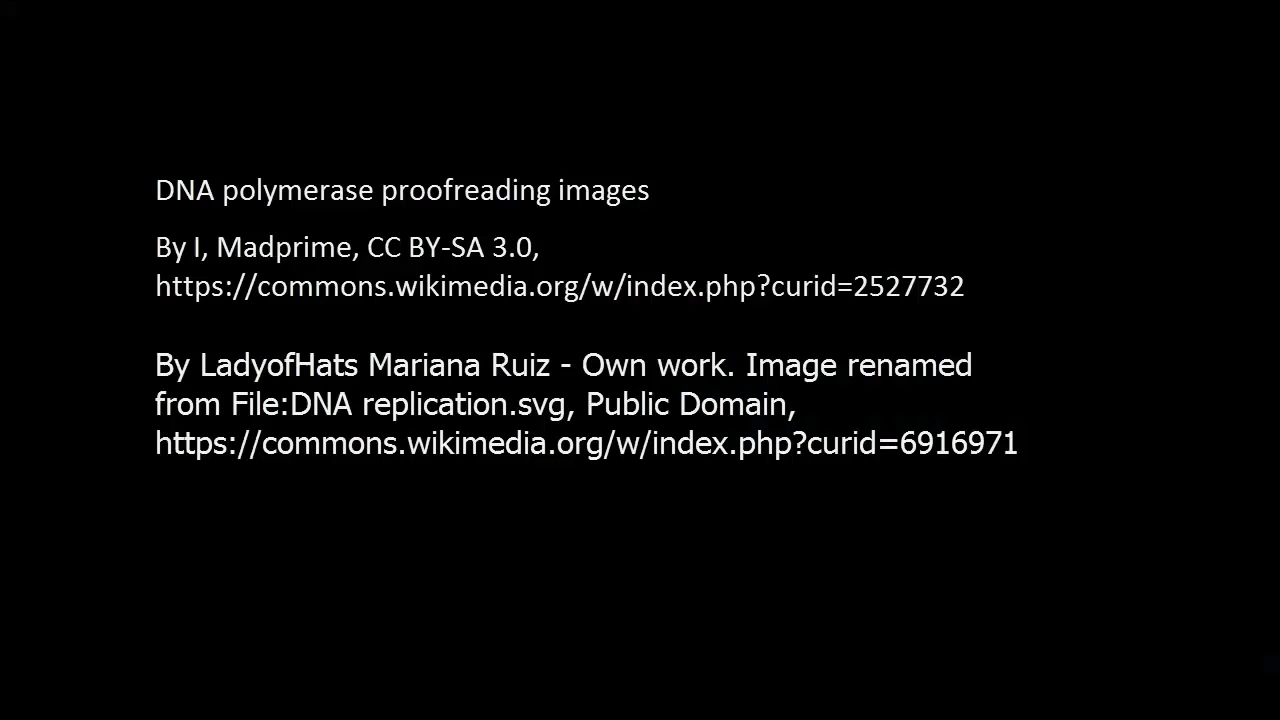 DNA polymerase proofreading images
By I, Madprime, CC BY-SA 3.0,
https://commons.wikimedia.org/w/index.php?curid=2527732
By LadyofHats Mariana Ruiz - Own work. Image renamed
from File:DNA replication.svg, Public Domain,
https://commons.wikimedia.org/w/index.php?curid=6916971